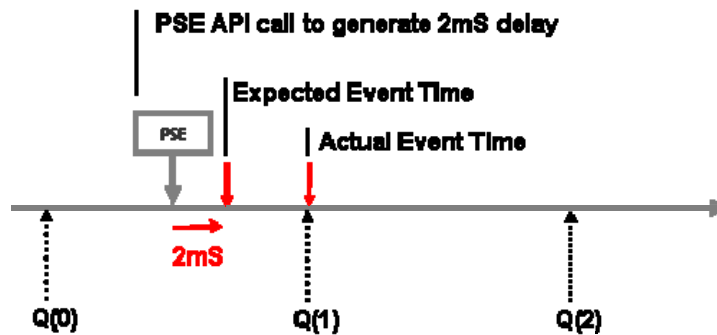 PSE API call to generate 2mS delay
Expected Event Time
PSE
Actual Event Time
2mS
Q(0)
Q(1)
Q(2)